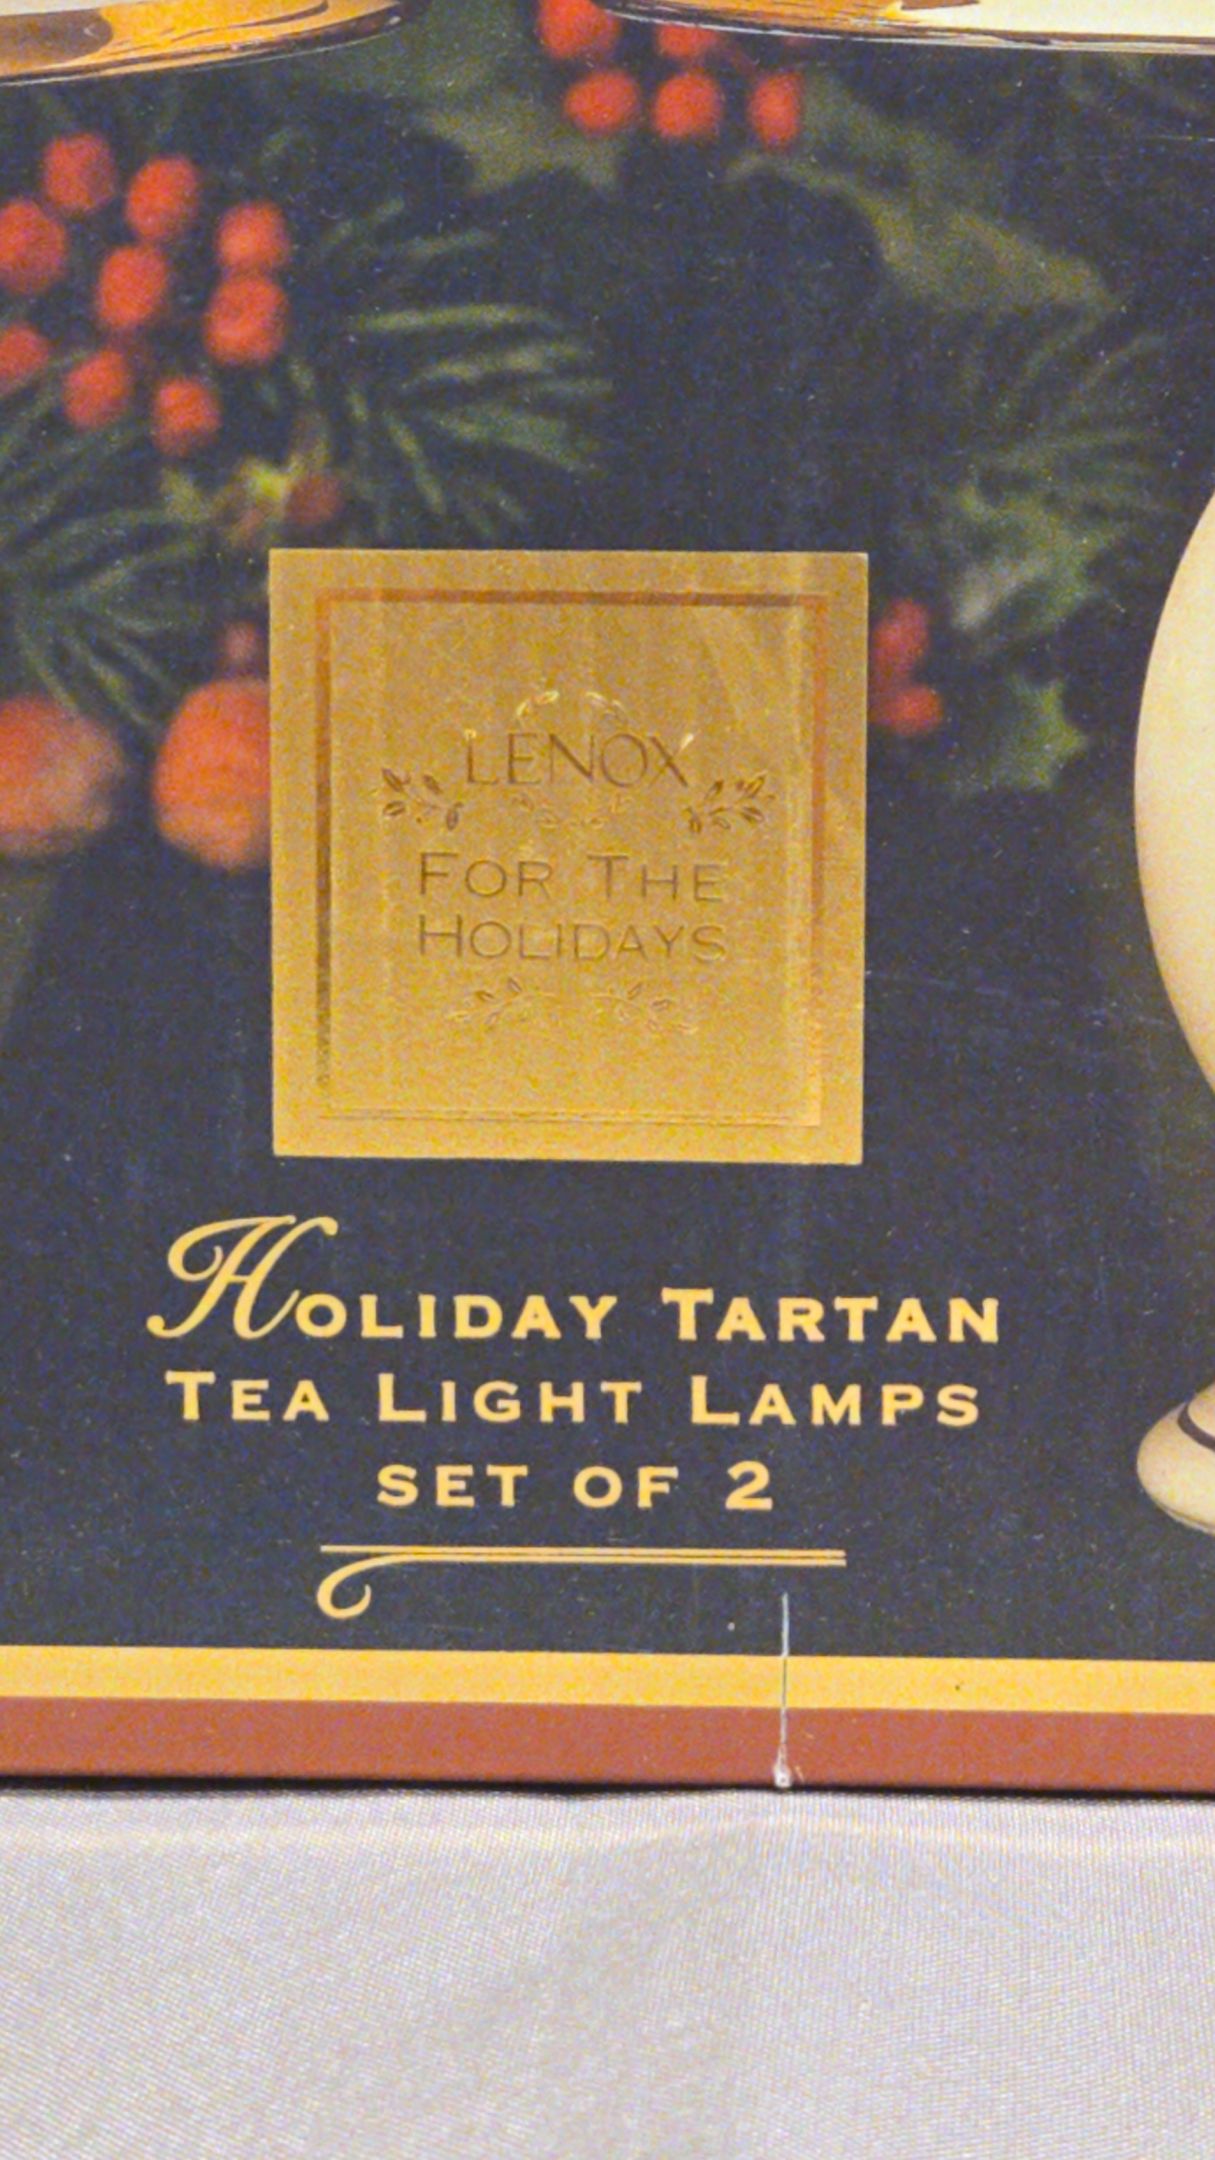 LENOX
FOR THE
HOLIDAYS
HOLIDAY TARTAN
TEA LIGHT LAMPS
SET OF 2